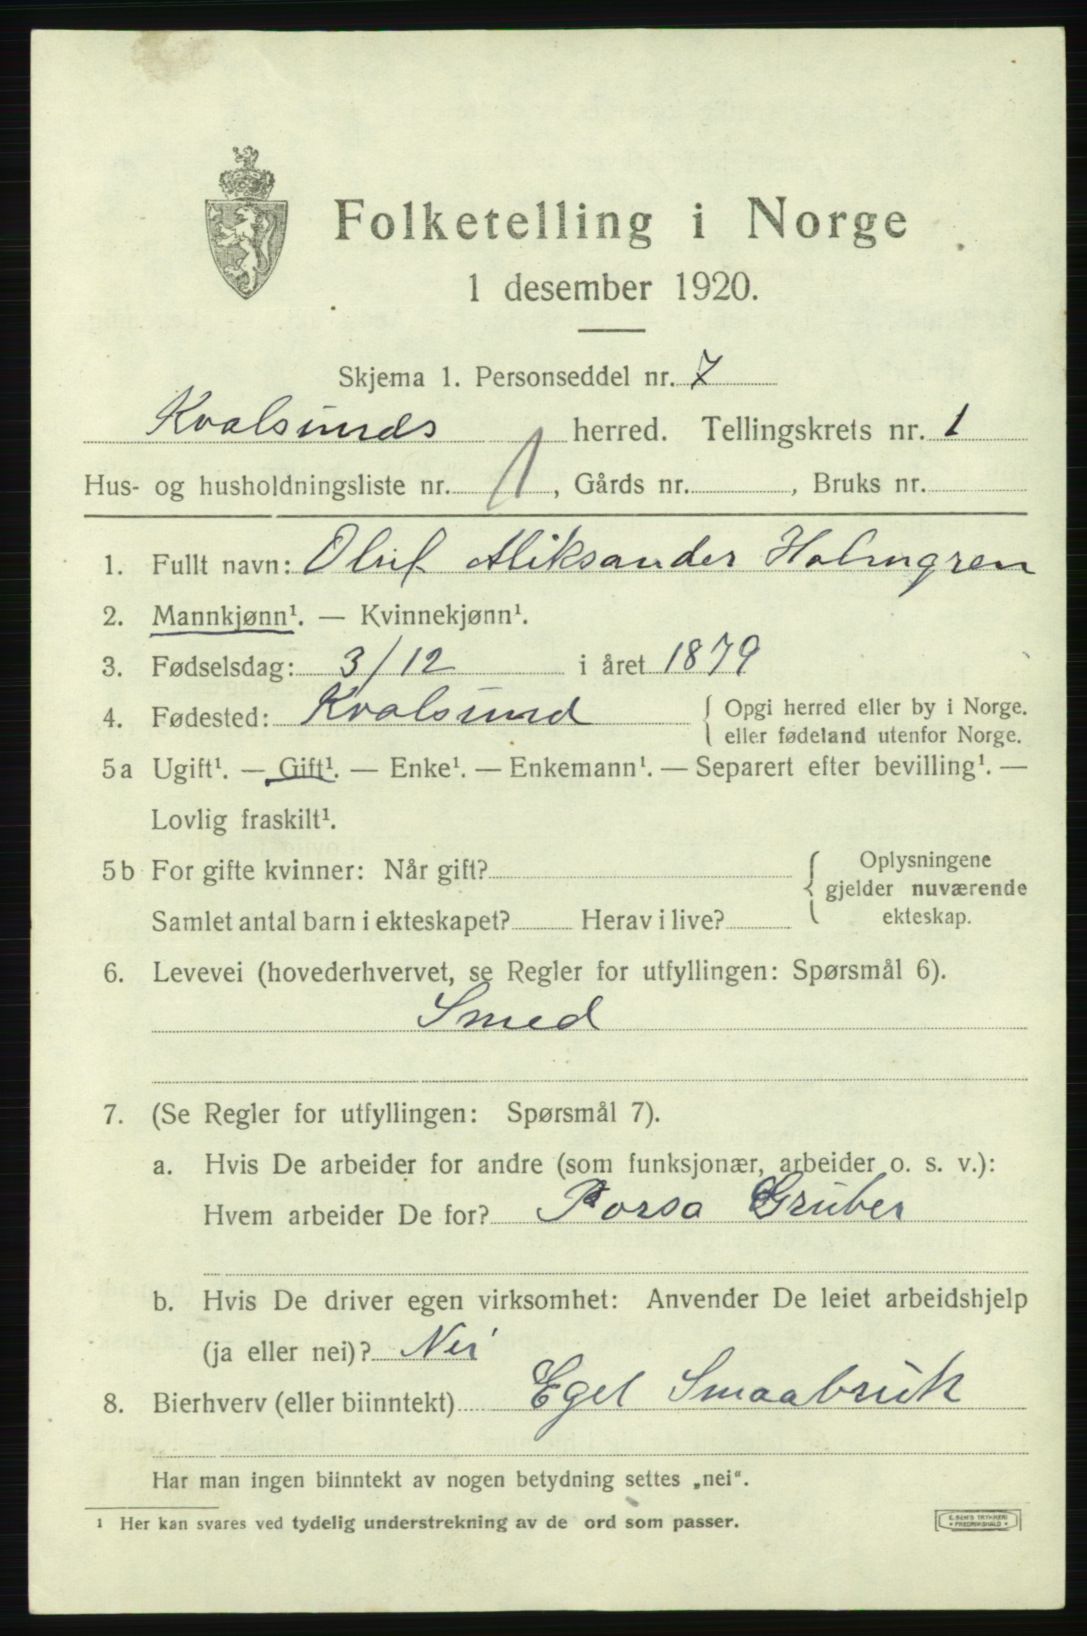 Folketelling i Norge
1 desember 1920.
Skjema 1. Personseddel nr. 7
Kvalsunds herred. Tellingskrets nr. 1
Hus- og husholdningsliste nr. 1, Gårds nr. , Bruks nr.
1. Fullt navn: Oluf Aliksander Holmgren
2. Mannkjønn¹. — Kvinnekjønn¹.
3. Fødselsdag: 3/12 i året 1879
4. Fødested: Kvalsund { Opgi herred eller by i Norge.
eller fødeland utenfor Norge.
5a Ugift¹. — Gift¹. — Enke¹. — Enkemann¹. — Separert efter bevilling¹. —
Lovlig fraskilt¹.
5b For gifte kvinner: Når gift? { Oplysningene
gjelder nuværende
Samlet antal barn i ekteskapet? Herav i live? ekteskap.
6. Levevei (hovederhvervet, se Regler for utfyllingen: Spørsmål 6).
Smed
7. (Se Regler for utfyllingen: Spørsmål 7).
a. Hvis De arbeider for andre (som funksjonær, arbeider o. s. v.):
Hvem arbeider De for? Porsa Gruber
b. Hvis De driver egen virksomhet: Anvender De leiet arbeidshjelp
(ja eller nei)? Nei
8. Bierhverv (eller biinntekt) Eget Smaabruk
Har man ingen biinntekt av nogen betydning settes „nei“.
¹ Her kan svares ved tydelig understrekning av de ord som passer.
E. SEM'S TRYKKERI
• FREDRIKSHALD •